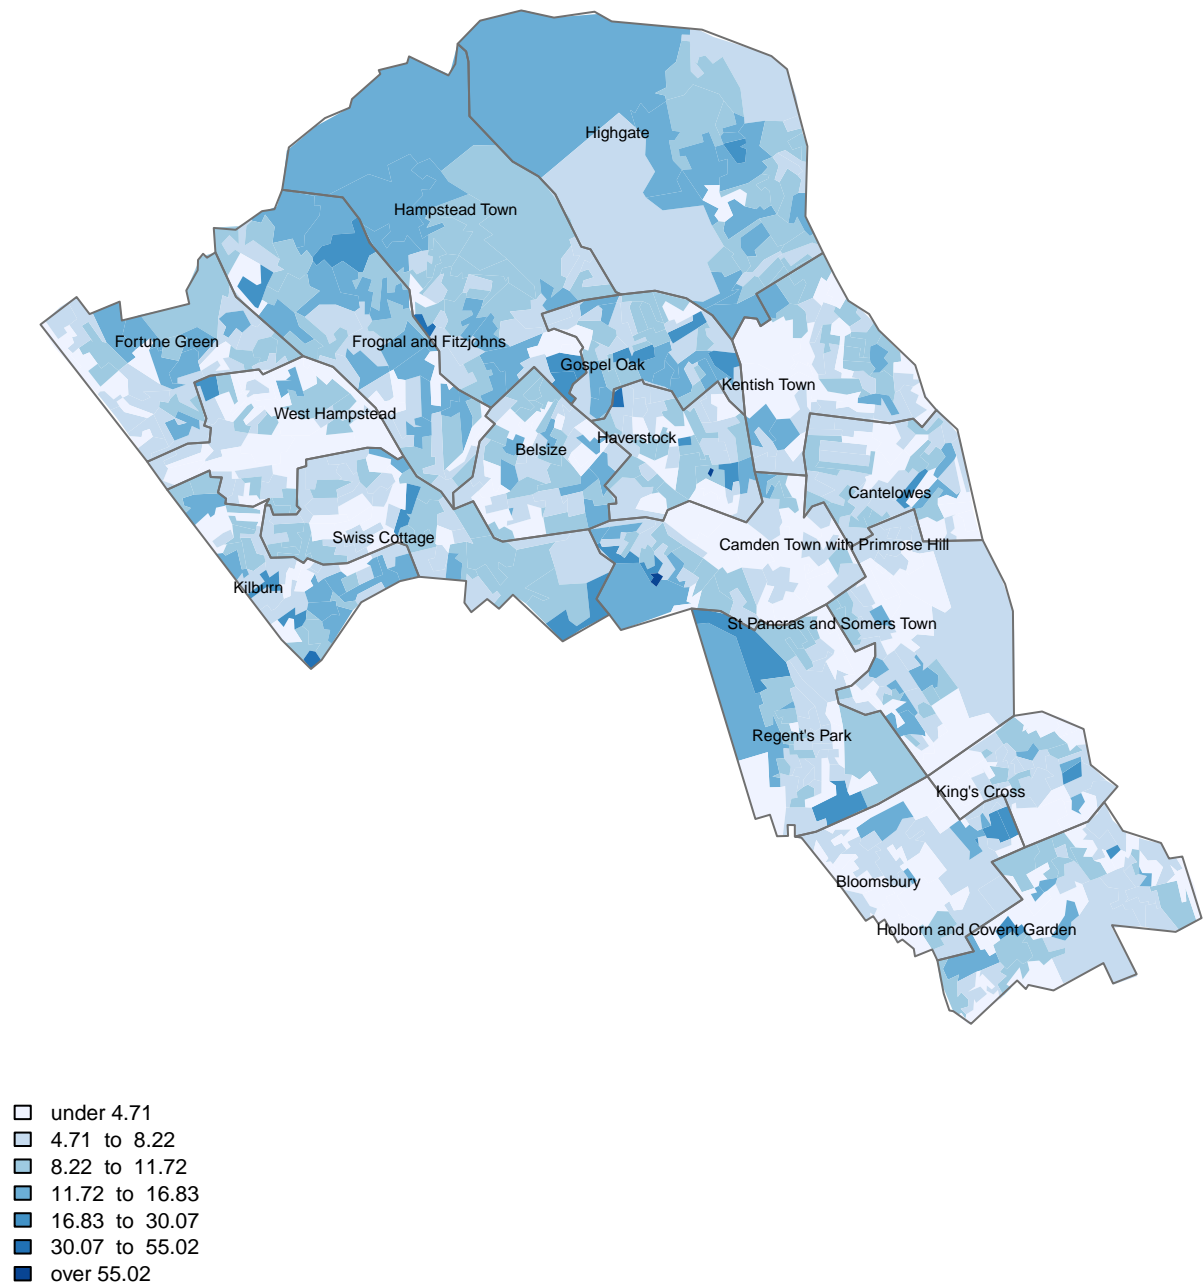 Highgate
Hampstead Town
Fortune Green
Frognal and Fitzjohns
Gospel Oak
Kentish Town
West Hampstead
Haverstock
Belsize
Cantelowes
Swiss Cottage
Camden Town with Primrose Hill
Kilburn
St Pancras and Somers Town
Regent's Park
King's Cross
Bloomsbury
Holborn and Covent Garden
under 4.71
4.71 to 8.22
8.22 to 11.72
11.72 to 16.83
16.83 to 30.07
30.07 to 55.02
over 55.02